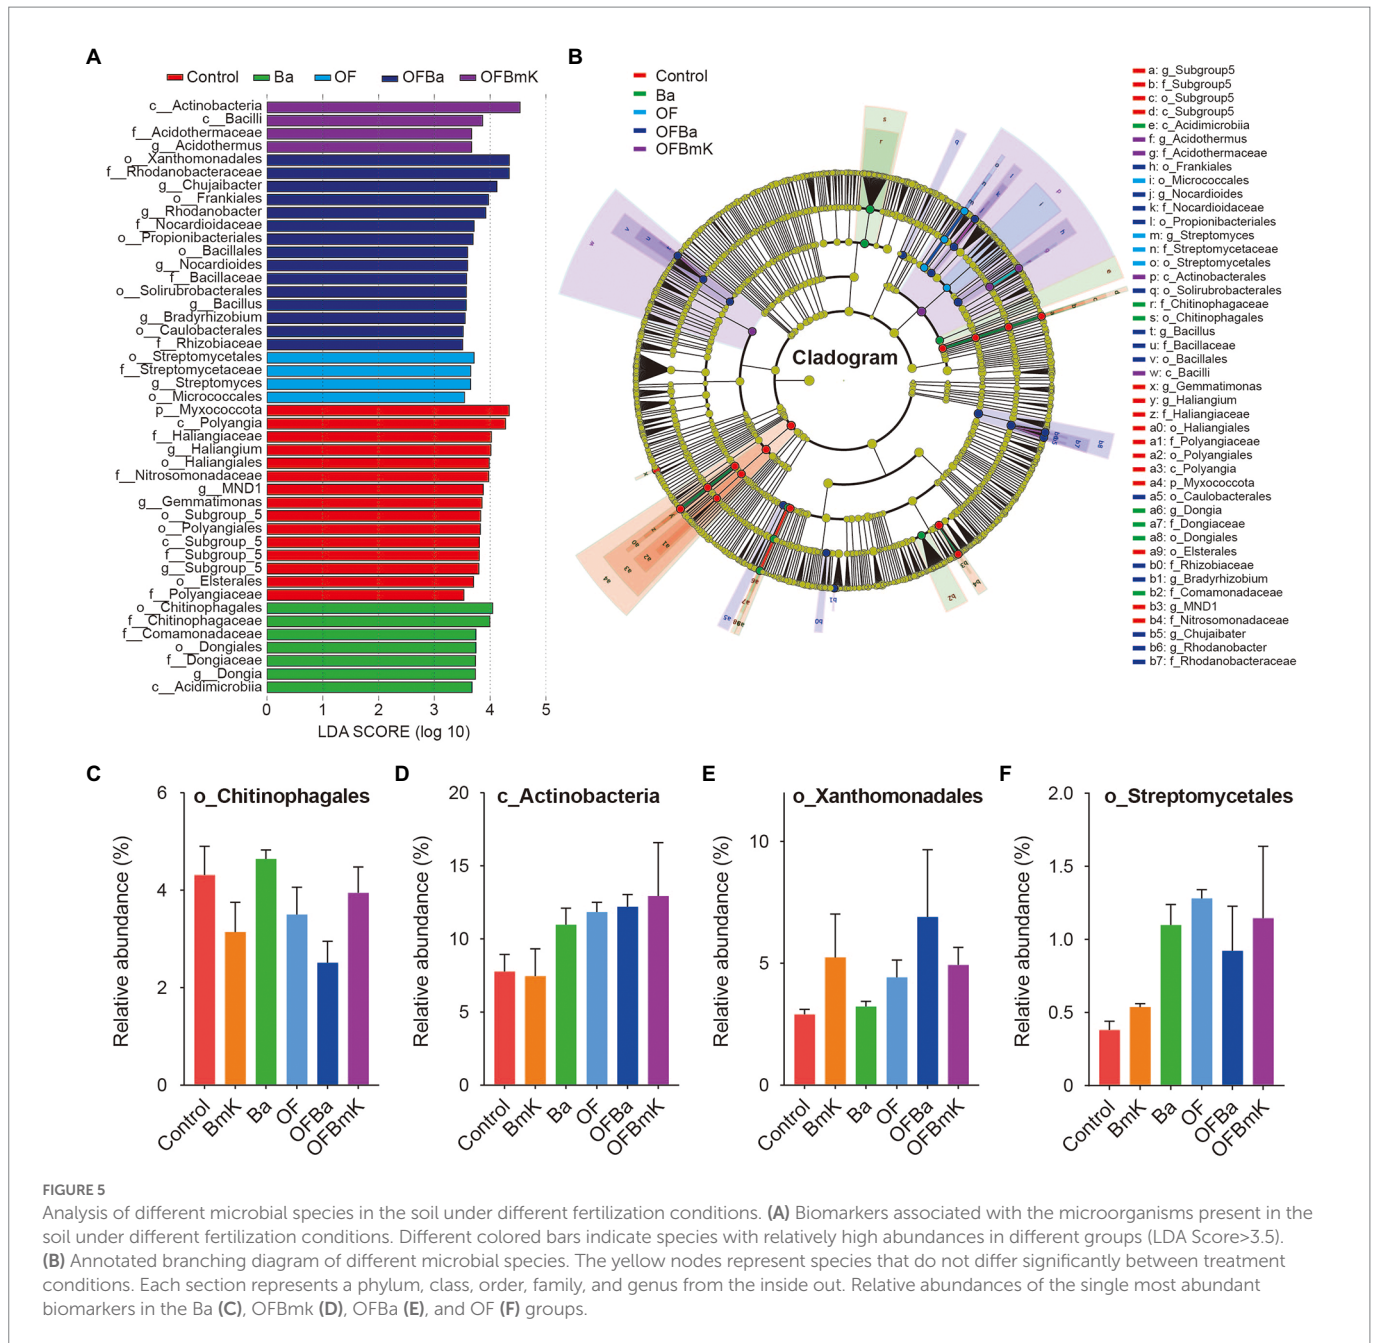 A
Control Ba OF OFBa OFBmK
c__Actinobacteria
c__Bacilli
f__Acidothermaceae
g__Acidothermus
o__Xanthomonadales
f__Rhodanobacteraceae
g__Chujaibacter
o__Frankiales
g__Rhodanobacter
f__Nocardioidaceae
o__Propionibacteriales
o__Bacillales
g__Nocardioides
f__Bacillaceae
o__Solirubrobacterales
g__Bacillus
g__Bradyrhizobium
o__Caulobacterales
f__Rhizobiaceae
o__Streptomycetales
f__Streptomycetaceae
g__Streptomyces
o__Micrococcales
p__Myxococcota
c__Polyangia
f__Haliangiaceae
g__Haliangium
o__Haliangiales
f__Nitrosomonadaceae
g__MND1
g__Gemmatimonas
o__Subgroup_5
o__Polyangiales
c__Subgroup_5
f__Subgroup_5
g__Subgroup_5
o__Elsterales
f__Polyangiaceae
o__Chitinophagales
f__Chitinophagaceae
f__Comamonadaceae
o__Dongiales
f__Dongiaceae
g__Dongia
c__Acidimicrobiia
0 1 2 3 4 5
LDA SCORE (log 10)
B
Control
Ba
OF
OFBa
OFBmK
Cladogram
a: g_Subgroup5
b: f_Subgroup5
c: o_Subgroup5
d: c_Subgroup5
e: c_Acidimicrobiia
f: g_Acidothermus
g: f_Acidothermaceae
h: o_Frankiales
i: o_Micrococcales
j: g_Nocardioides
k: f_Nocardioidaceae
l: o_Propionibacteriales
m: g_Streptomyces
n: f_Streptomycetaceae
o: o_Streptomycetales
p: c_Actinobacterales
q: o_Solirubrobacterales
r: f_Chitinophagaceae
s: o_Chitinophagales
t: g_Bacillus
u: f_Bacillaceae
v: o_Bacillales
w: c_Bacilli
x: g_Gemmatimonas
y: g_Haliangium
z: f_Haliangiaceae
a0: o_Haliangiales
a1: f_Polyangiaceae
a2: o_Polyangiales
a3: c_Polyangia
a4: p_Myxococcota
a5: o_Caulobacterales
a6: g_Dongia
a7: f_Dongiaceae
a8: o_Dongiales
a9: o_Elsterales
b0: f_Rhizobiaceae
b1: g_Bradyrhizobium
b2: f_Comamonadaceae
b3: g_MND1
b4: f_Nitrosomonadaceae
b5: g_Chujaibater
b6: g_Rhodanobacter
b7: f_Rhodanobacteraceae
C
o_Chitinophagales
Relative abundance (%)
6
4
2
0
Control BmK Ba OF OFBa OFBmK
D
c_Actinobacteria
Relative abundance (%)
20
15
10
5
0
Control BmK Ba OF OFBa OFBmK
E
o_Xanthomonadales
Relative abundance (%)
10
5
0
Control BmK Ba OF OFBa OFBmK
F
o_Streptomycetales
Relative abundance (%)
2.0
1.5
1.0
0.5
0
Control BmK Ba OF OFBa OFBmK
FIGURE 5
Analysis of different microbial species in the soil under different fertilization conditions. (A) Biomarkers associated with the microorganisms present in the
soil under different fertilization conditions. Different colored bars indicate species with relatively high abundances in different groups (LDA Score>3.5).
(B) Annotated branching diagram of different microbial species. The yellow nodes represent species that do not differ significantly between treatment
conditions. Each section represents a phylum, class, order, family, and genus from the inside out. Relative abundances of the single most abundant
biomarkers in the Ba (C), OFBmk (D), OFBa (E), and OF (F) groups.